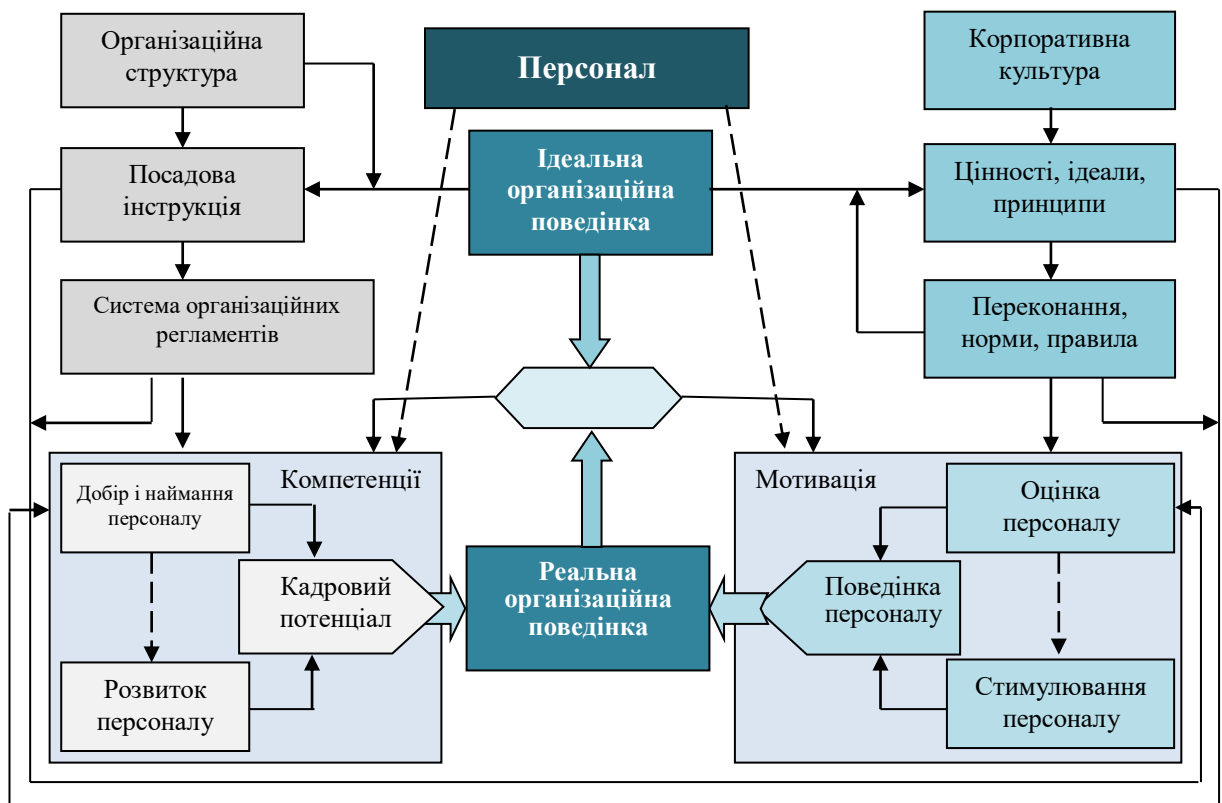 Організаційна
структура
Персонал
Корпоративна
культура
Посадова
інструкція
Ідеальна
організаційна
поведінка
Цінності, ідеали,
принципи
Система організаційних
регламентів
Переконання,
норми, правила
Компетенції
Добір і наймання
персоналу
Кадровий
потенціал
Розвиток
персоналу
Реальна
організаційна
поведінка
Мотивація
Оцінка
персоналу
Поведінка
персоналу
Стимулювання
персоналу